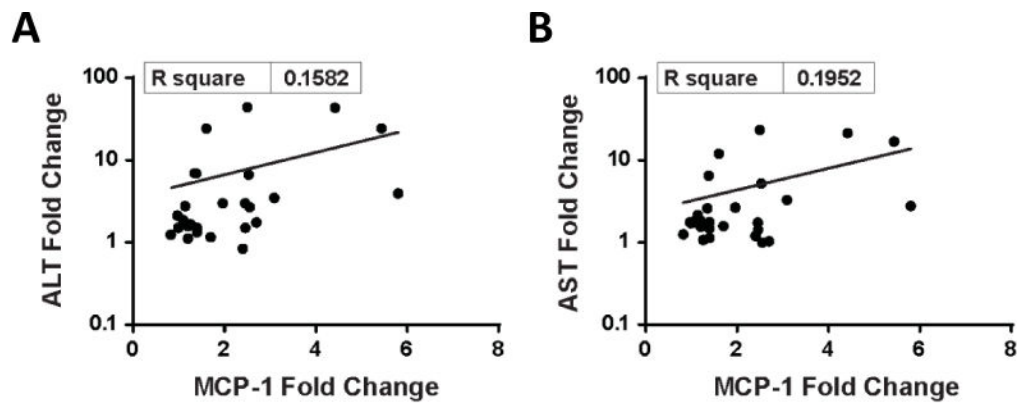 A
R square 0.1582
ALT Fold Change
100
10
1
0.1
0 2 4 6 8
MCP-1 Fold Change
B
R square 0.1952
AST Fold Change
100
10
1
0.1
0 2 4 6 8
MCP-1 Fold Change